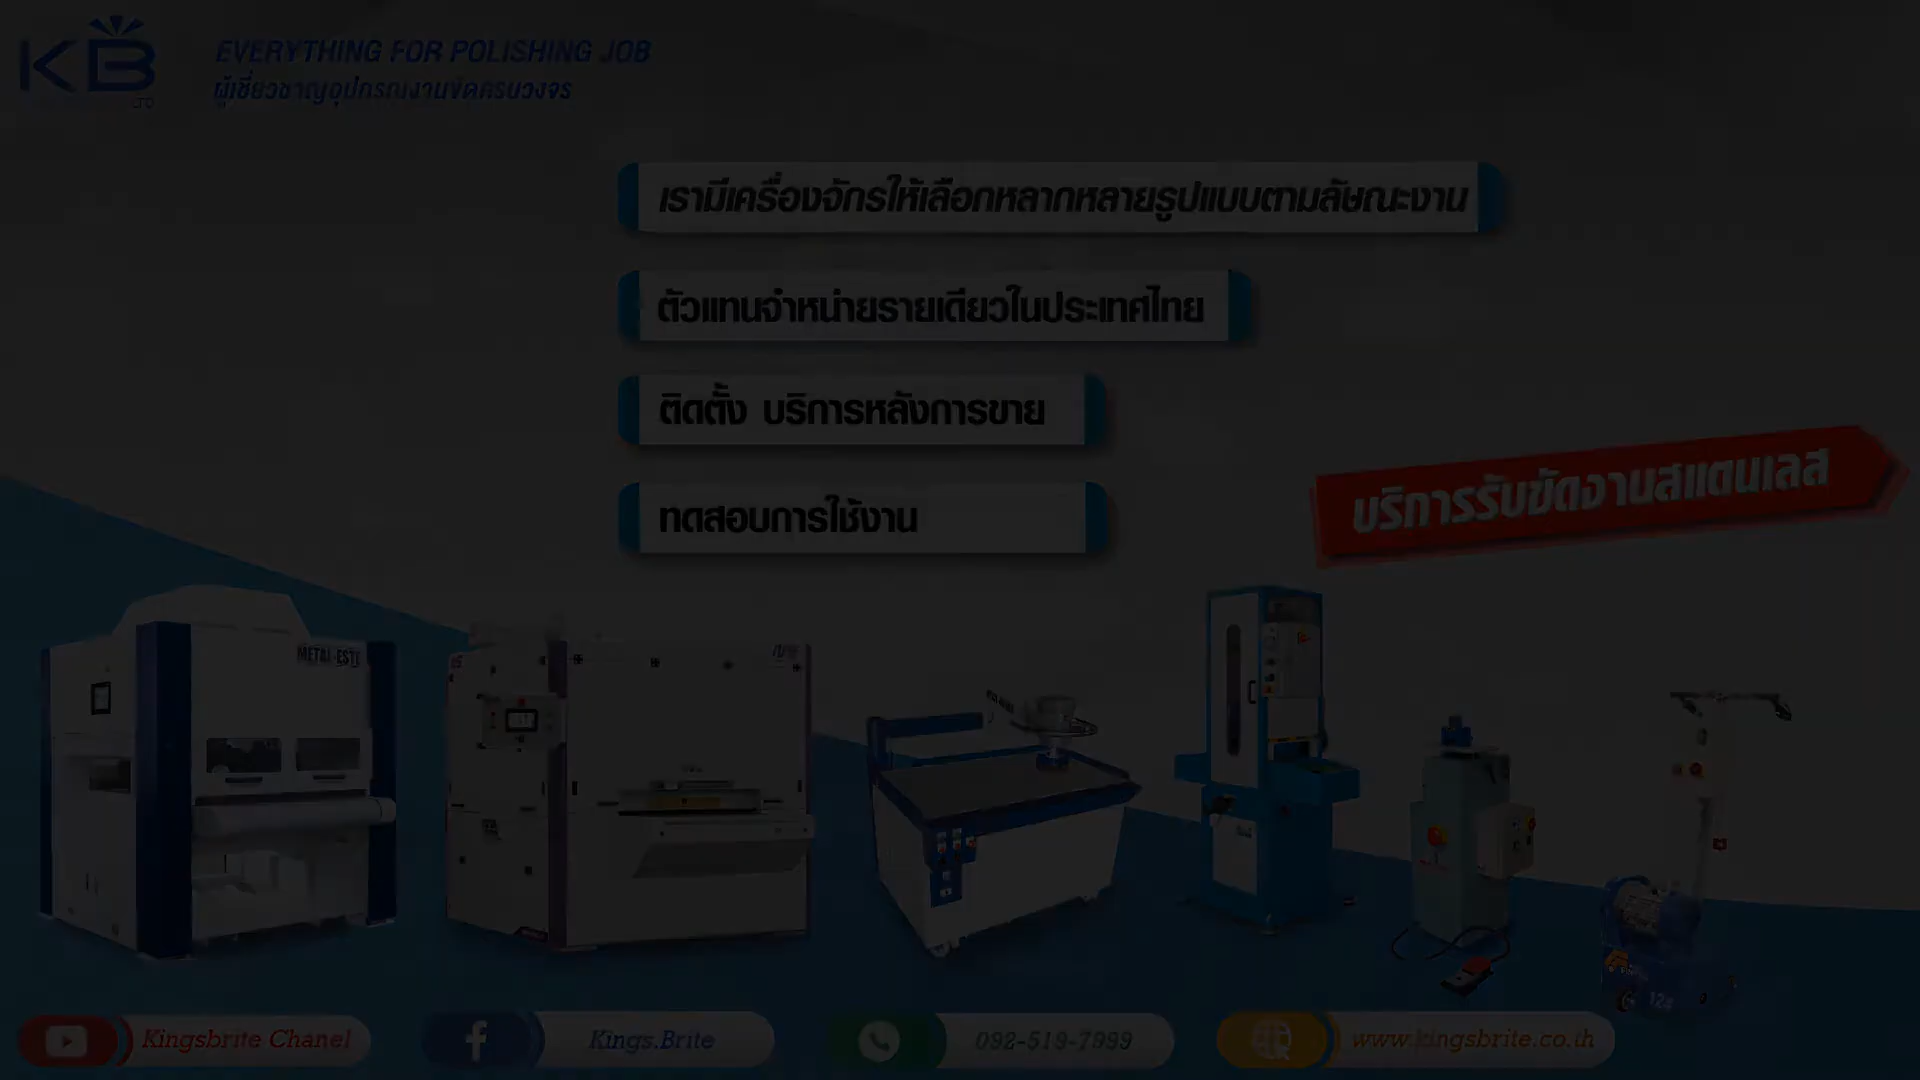 KB
EVERYTHING FOR POLISHING JOB
ผู้เชี่ยวชาญอุปกรณ์งานขัดครบวงจร
เรามีเครื่องจักรให้เลือกหลากหลายรูปแบบตามลัษณะงาน
ตัวแทนจำหน่ายรายเดียวในประเทศไทย
ติดตั้ง บริการหลังการขาย
ทดสอบการใช้งาน
บริการรับขัดงานสแตนเลส
Kingsbrite Chanel
Kings.Brite
092-519-7999
www.kingsbrite.co.th